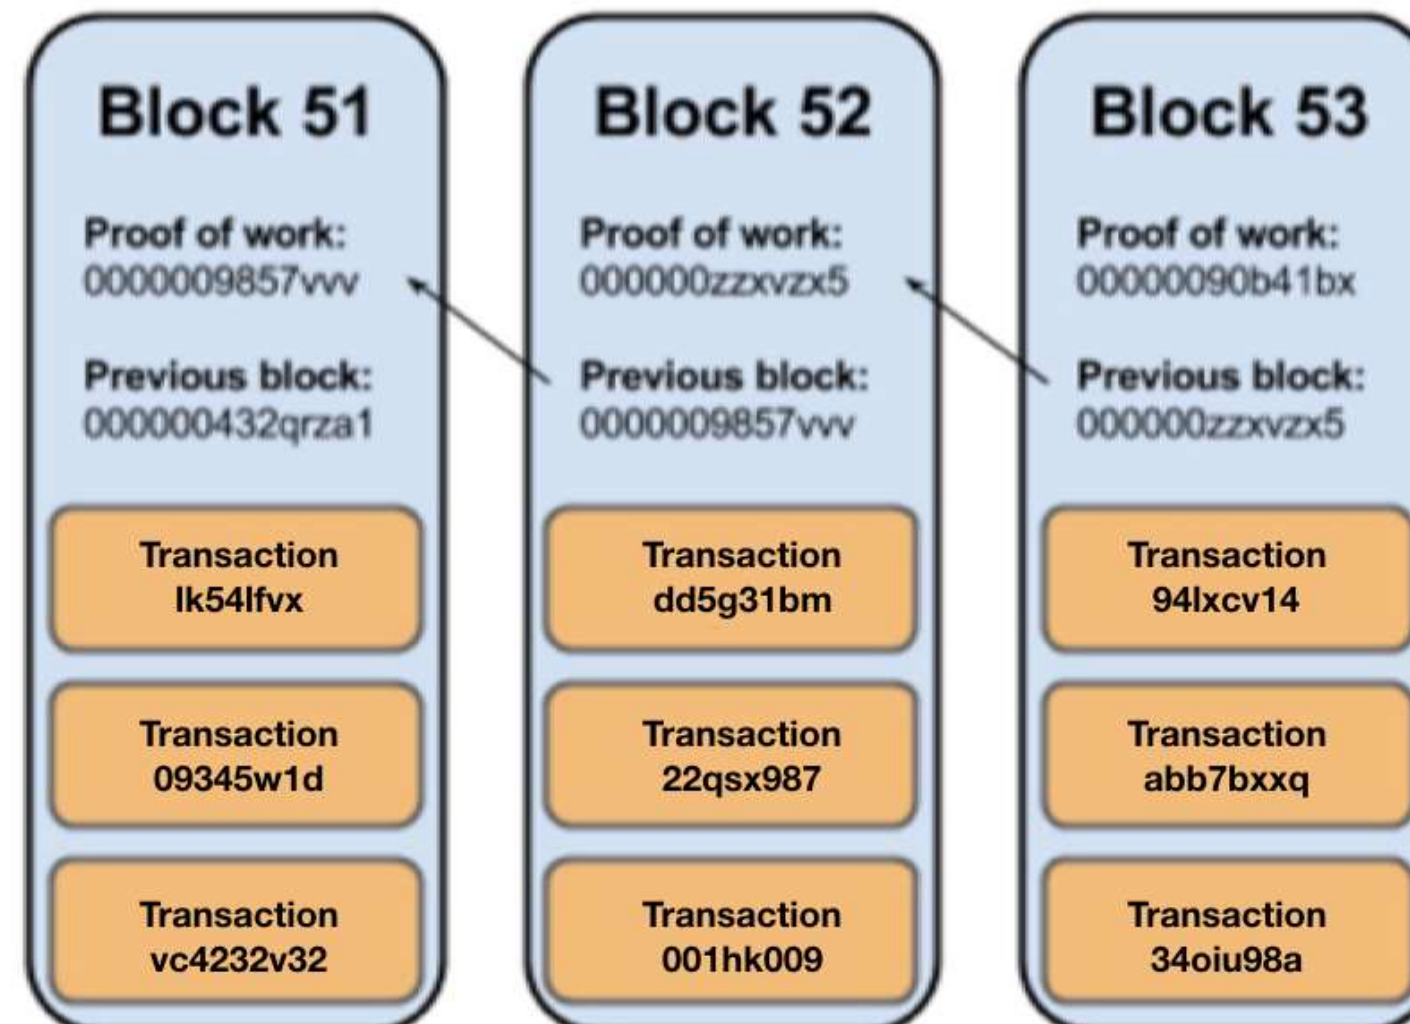 Block 51
Proof of work:
0000009857vvv
Previous block:
000000432qrza1
Transaction
lk54lfvx
Transaction
09345w1d
Transaction
vc4232v32
Block 52
Proof of work:
000000zzxvzx5
Previous block:
0000009857vvv
Transaction
dd5g31bm
Transaction
22qsx987
Transaction
001hk009
Block 53
Proof of work:
00000090b41bx
Previous block:
000000zzxvzx5
Transaction
94lxcv14
Transaction
abb7bxxq
Transaction
34oiu98a